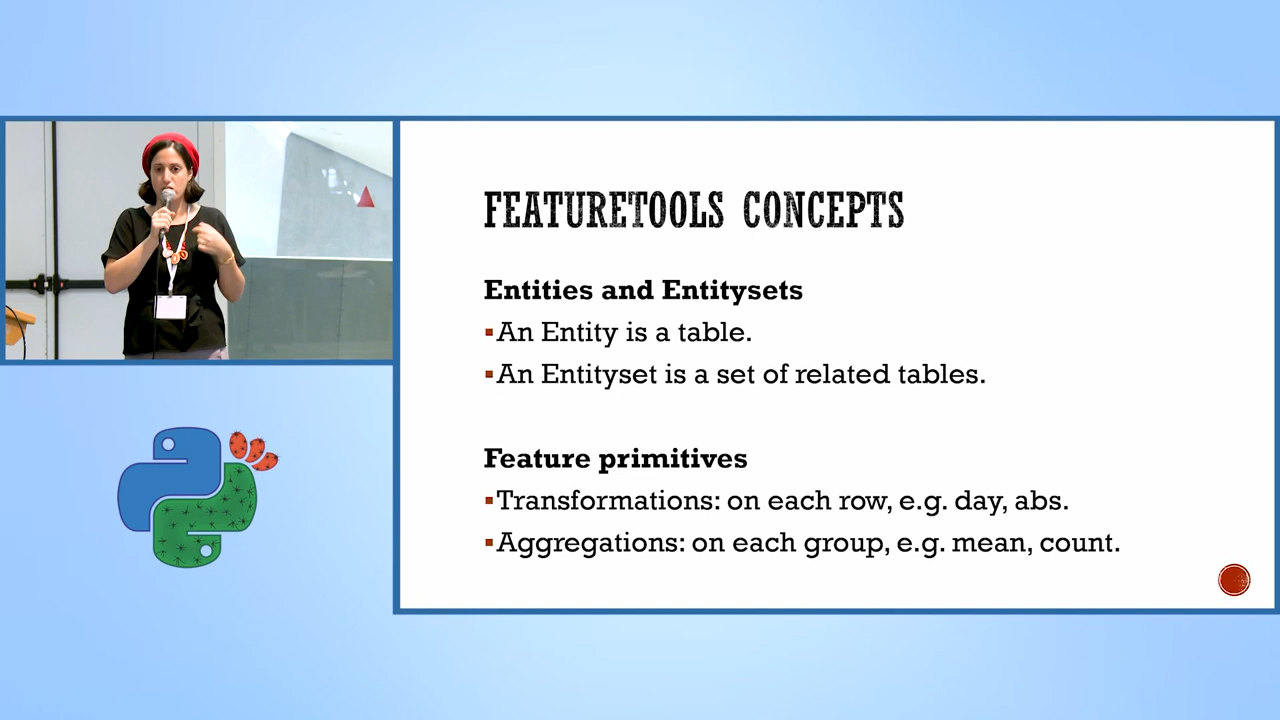 FEATURETOOLS CONCEPTS
Entities and Entitysets
▪An Entity is a table.
▪An Entityset is a set of related tables.
Feature primitives
▪Transformations: on each row, e.g. day, abs.
▪Aggregations: on each group, e.g. mean, count.